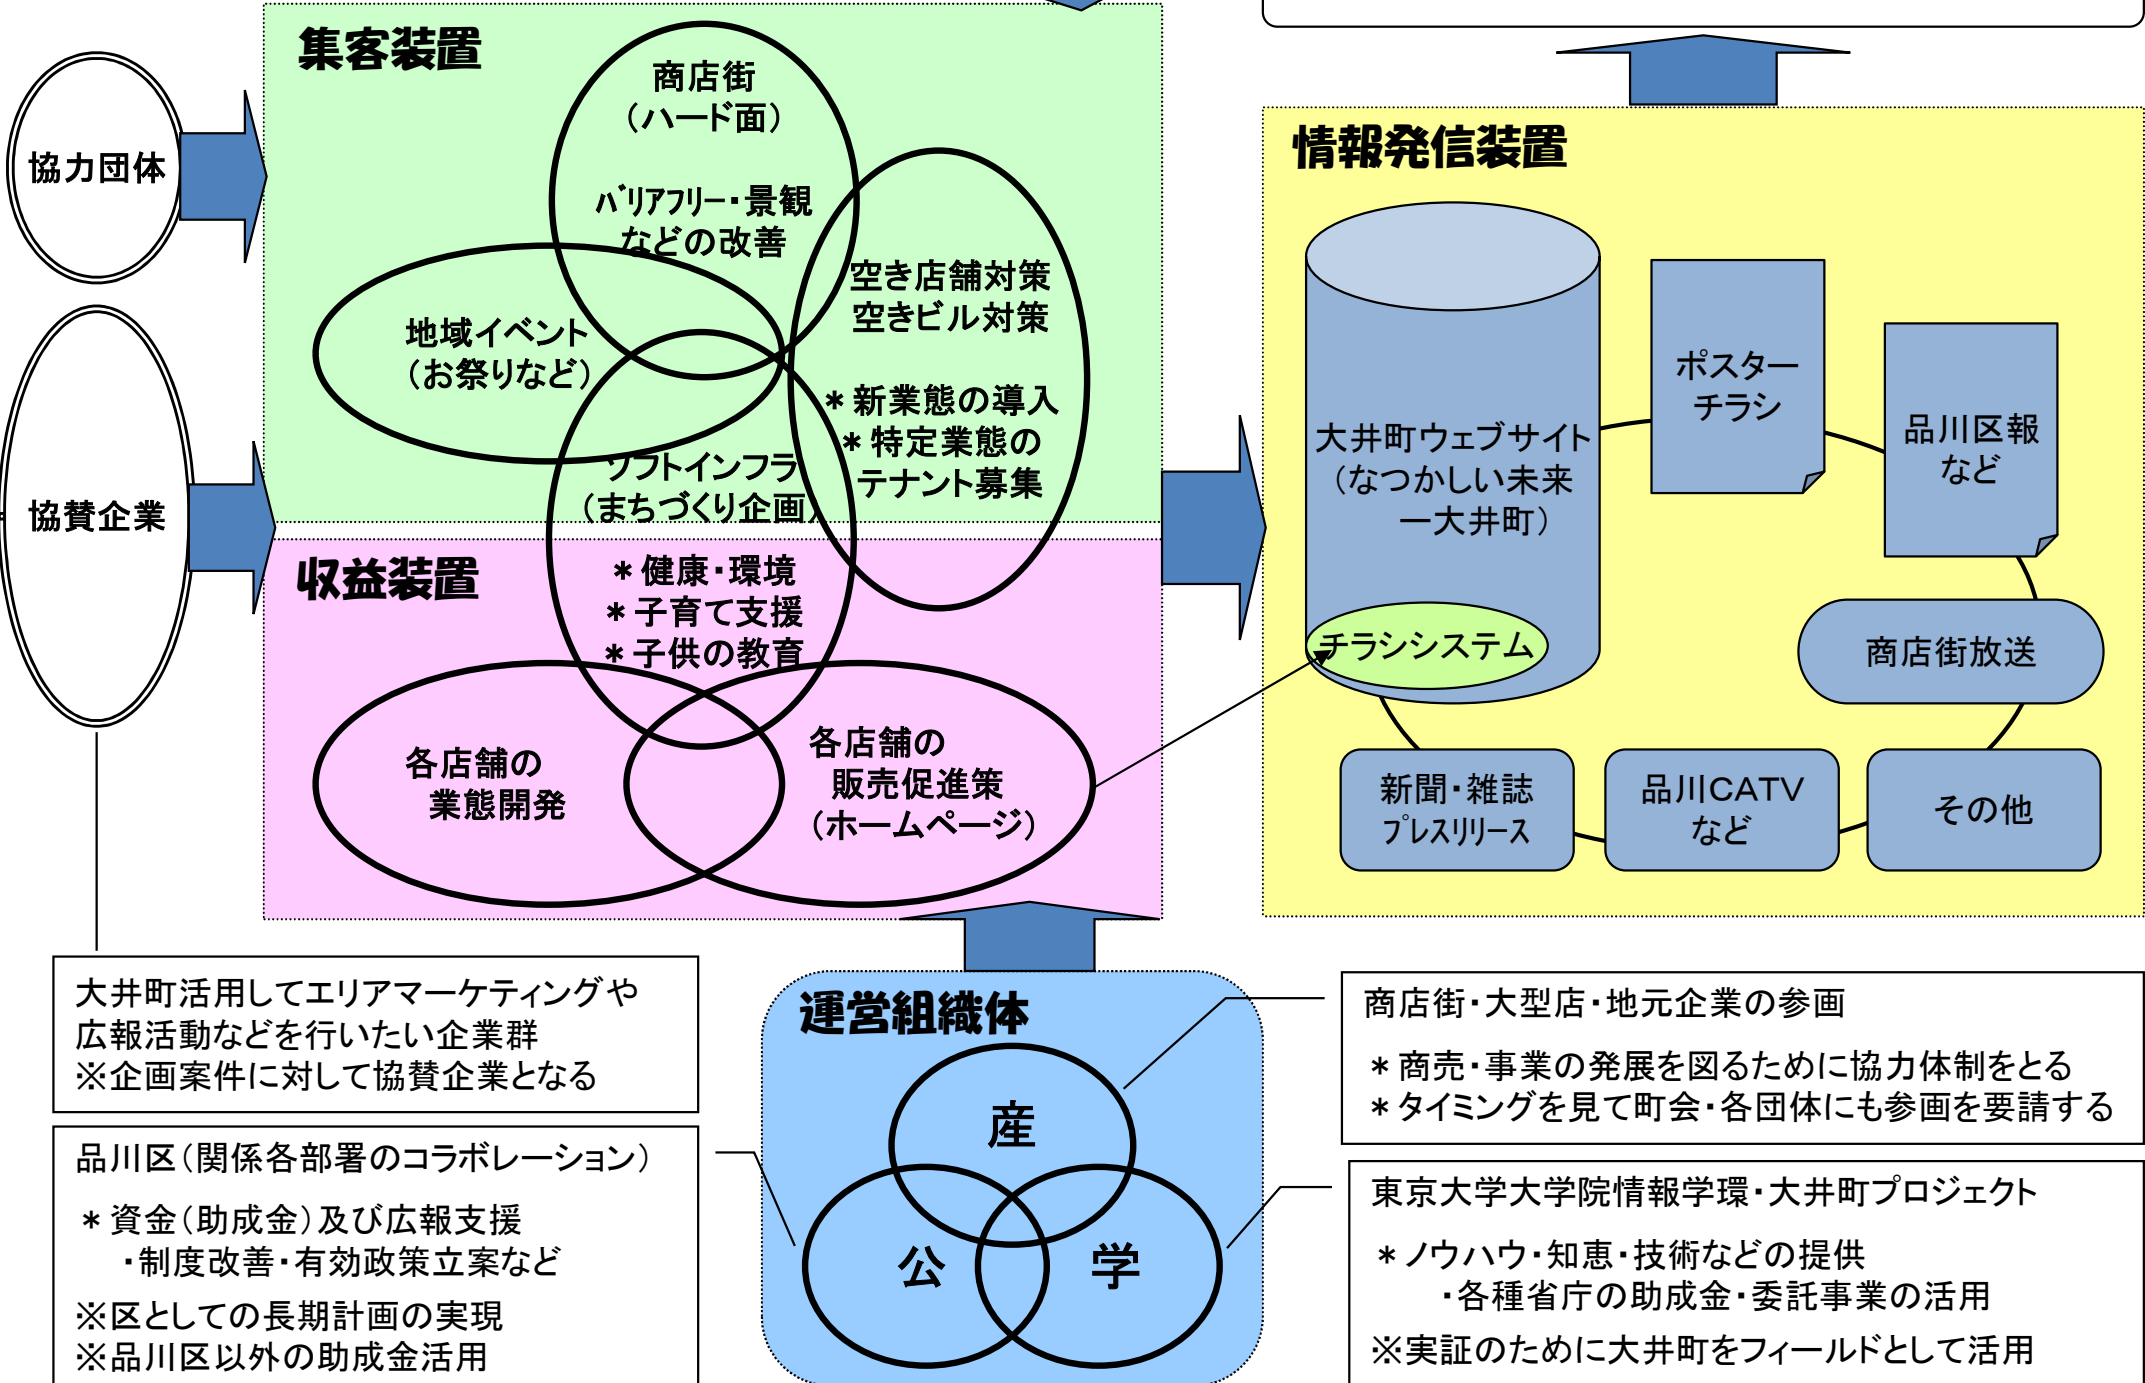 集客装置
商店街
（ハード面）
ﾊﾞﾘｱﾌﾘｰ・景観
などの改善
協力団体
空き店舗対策
空きビル対策
地域イベント
（お祭りなど）
＊新業態の導入
＊特定業態の
テナント募集
ソフトインフラ
（まちづくり企画）
協賛企業
収益装置
＊健康・環境
＊子育て支援
＊子供の教育
各店舗の
業態開発
各店舗の
販売促進策
（ホームページ）
情報発信装置
大井町ウェブサイト
（なつかしい未来
ー大井町）
チラシシステム
ポスター
チラシ
品川区報
など
商店街放送
新聞・雑誌
ﾌﾟﾚｽﾘﾘｰｽ
品川CATV
など
その他
大井町活用してエリアマーケティングや
広報活動などを行いたい企業群
※企画案件に対して協賛企業となる
品川区（関係各部署のコラボレーション）
＊資金（助成金）及び広報支援
・制度改善・有効政策立案など
※区としての長期計画の実現
※品川区以外の助成金活用
運営組織体
産
公
学
商店街・大型店・地元企業の参画
＊商売・事業の発展を図るために協力体制をとる
＊タイミングを見て町会・各団体にも参画を要請する
東京大学大学院情報学環・大井町プロジェクト
＊ノウハウ・知恵・技術などの提供
・各種省庁の助成金・委託事業の活用
※実証のために大井町をフィールドとして活用